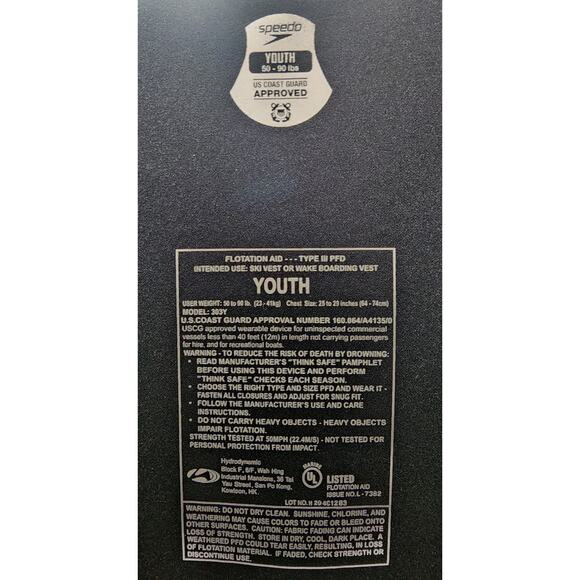 speedo
YOUTH
50 - 90 lbs
US COAST GUARD
APPROVED
FLOTATION AID - - - TYPE III PFD
INTENDED USE: SKI VEST OR WAKE BOARDING VEST
YOUTH
USER WEIGHT: 50 to 90 lb. (23 - 41kg) Chest Size: 25 to 29 inches (64 - 74cm)
MODEL: 303Y
U.S.COAST GUARD APPROVAL NUMBER 160.064/A4135/0
USCG approved wearable device for uninspected commercial
vessels less than 40 feet (12m) in length not carrying passengers
for hire, and for recreational boats.
WARNING - TO REDUCE THE RISK OF DEATH BY DROWNING:
• READ MANUFACTURER'S "THINK SAFE" PAMPHLET
BEFORE USING THIS DEVICE AND PERFORM
"THINK SAFE" CHECKS EACH SEASON.
• CHOOSE THE RIGHT TYPE AND SIZE PFD AND WEAR IT -
FASTEN ALL CLOSURES AND ADJUST FOR SNUG FIT.
• FOLLOW THE MANUFACTURER'S USE AND CARE
INSTRUCTIONS.
• DO NOT CARRY HEAVY OBJECTS - HEAVY OBJECTS
IMPAIR FLOTATION.
STRENGTH TESTED AT 50MPH (22.4M/S) - NOT TESTED FOR
PERSONAL PROTECTION FROM IMPACT.
Hydrodynamic
Block F, 6/F, Wah Hing
Industrial Mansions, 36 Tai
Yau Street, San Po Kong,
Kowloon, HK.
MARINE
UL
LISTED
FLOTATION AID
ISSUE NO.L - 7382
LOT NO.H
WARNING: DO NOT DRY CLEAN. SUNSHINE, CHLORINE, AND
WEATHERING MAY CAUSE COLORS TO FADE OR BLEED ONTO
OTHER SURFACES. CAUTION: FABRIC FADING CAN INDICATE
LOSS OF STRENGTH. STORE IN DRY, COOL, DARK PLACE. A
WEATHERED PFD COULD TEAR EASILY, RESULTING, IN LOSS
OF FLOTATION MATERIAL. IF FADED, CHECK STRENGTH OR
DISCONTINUE USE.